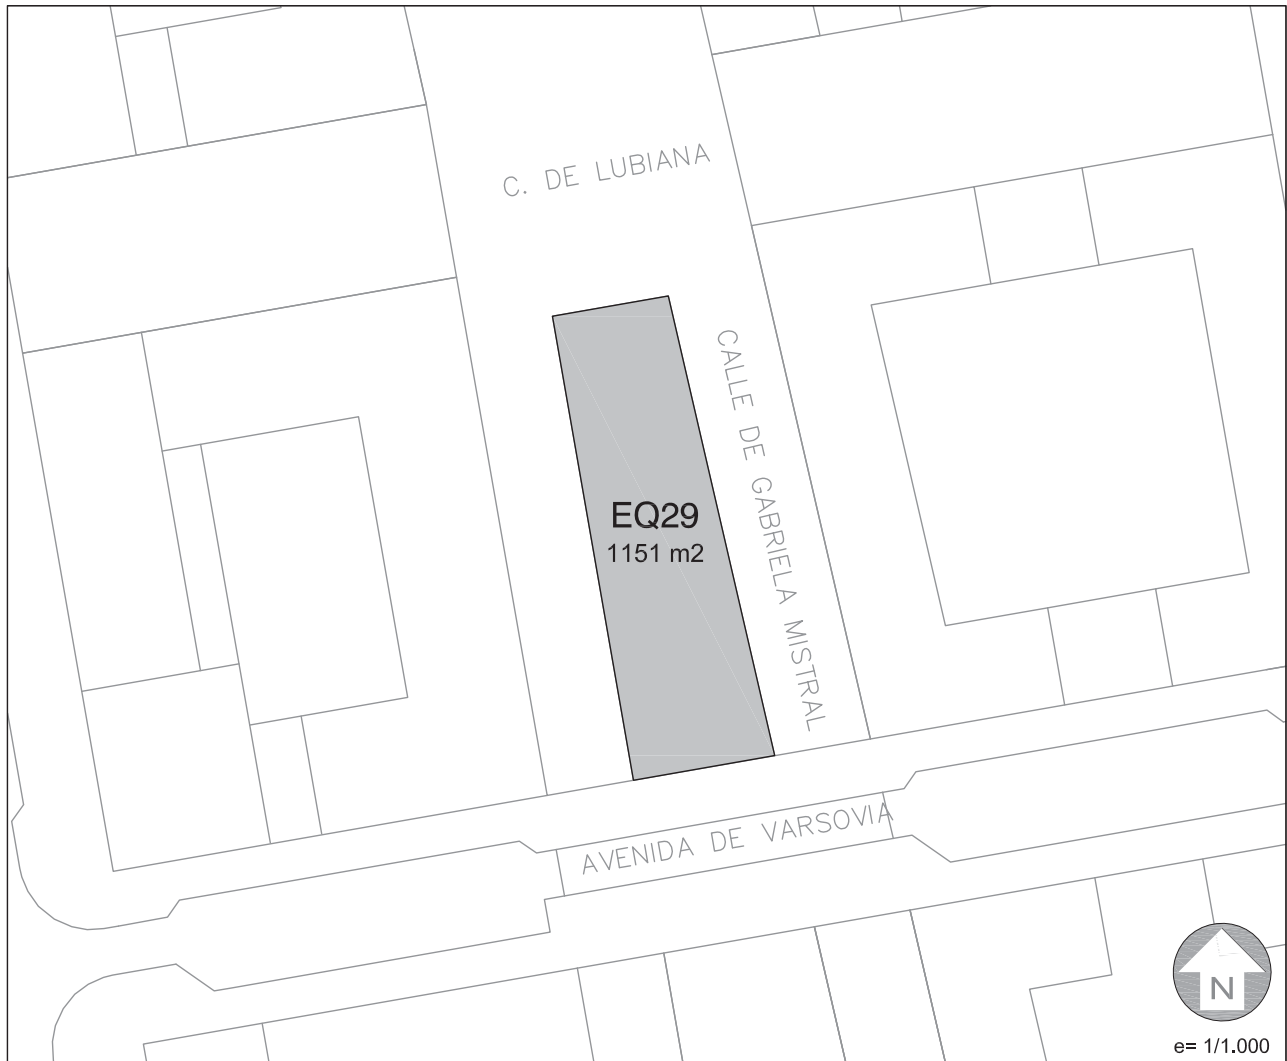 C. DE LUBIANA
CALLE DE GABRIELA MISTRAL
EQ29
1151 m2
AVENIDA DE VARSOVIA
N
e= 1/1.000